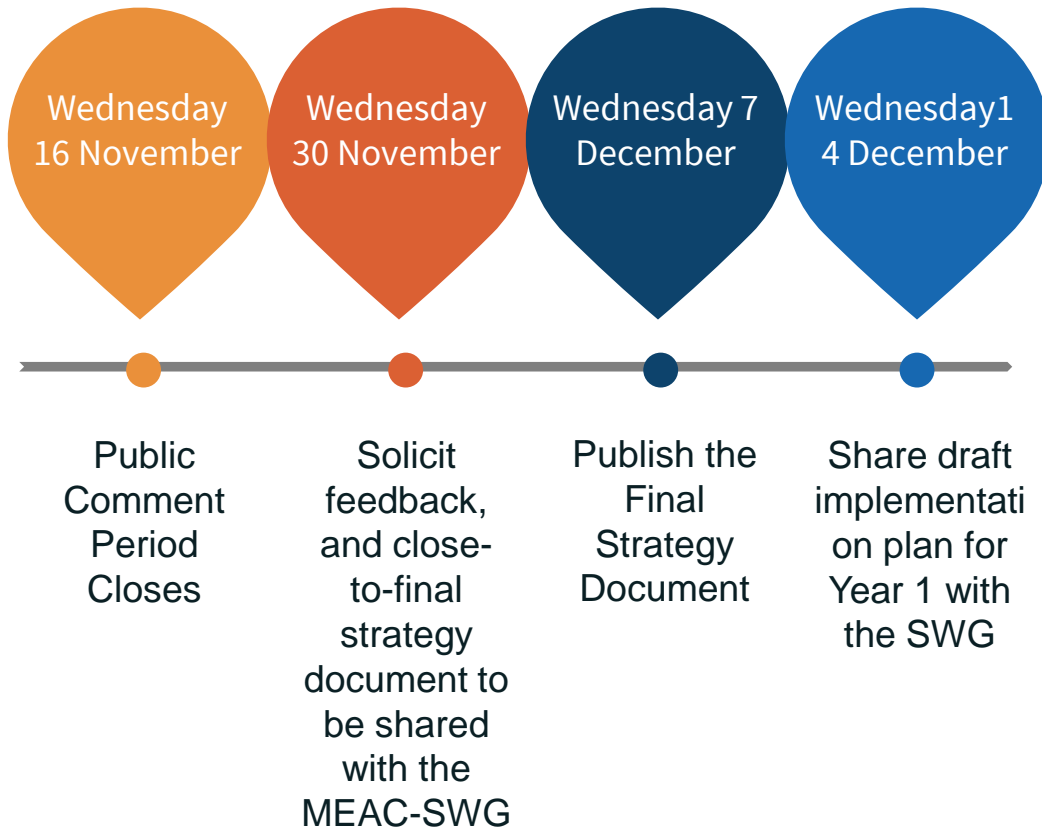 Wednesday
16 November
Wednesday
30 November
Wednesday 7
December
Wednesday1
4 December
Public
Comment
Period
Closes
Solicit
feedback,
and close-
to-final
strategy
document to
be shared
with the
MEAC-SWG
Publish the
Final
Strategy
Document
Share draft
implementati
on plan for
Year 1 with
the SWG